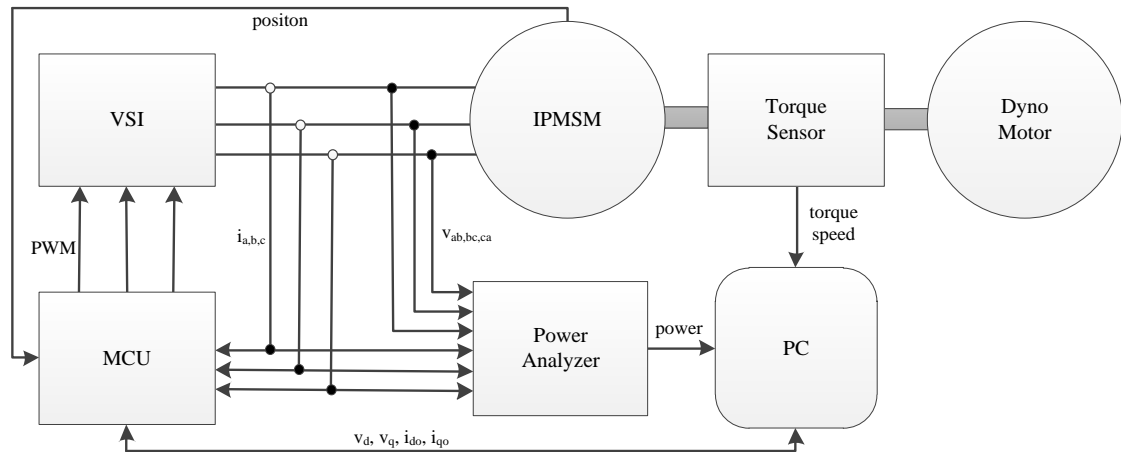 positon
VSI
IPMSM
Torque
Sensor
Dyno
Motor
PWM
i_{a,b,c}
v_{ab,bc,ca}
torque
speed
MCU
Power
Analyzer
power
PC
v_d, v_q, i_{do}, i_{qo}